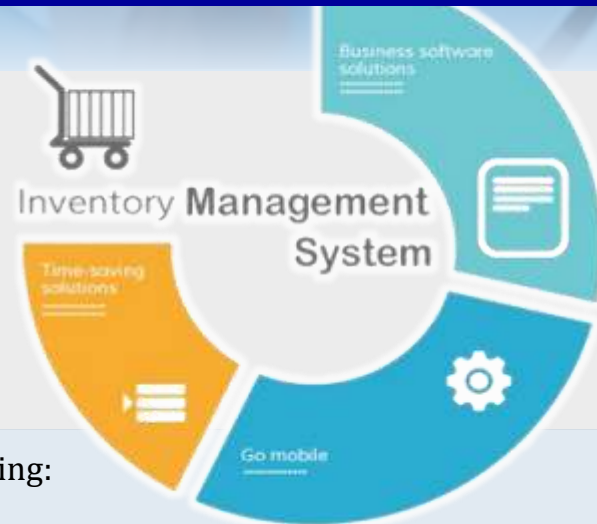 Business software
solutions
Inventory Management
System
Time-saving
solutions
Go mobile
ing: